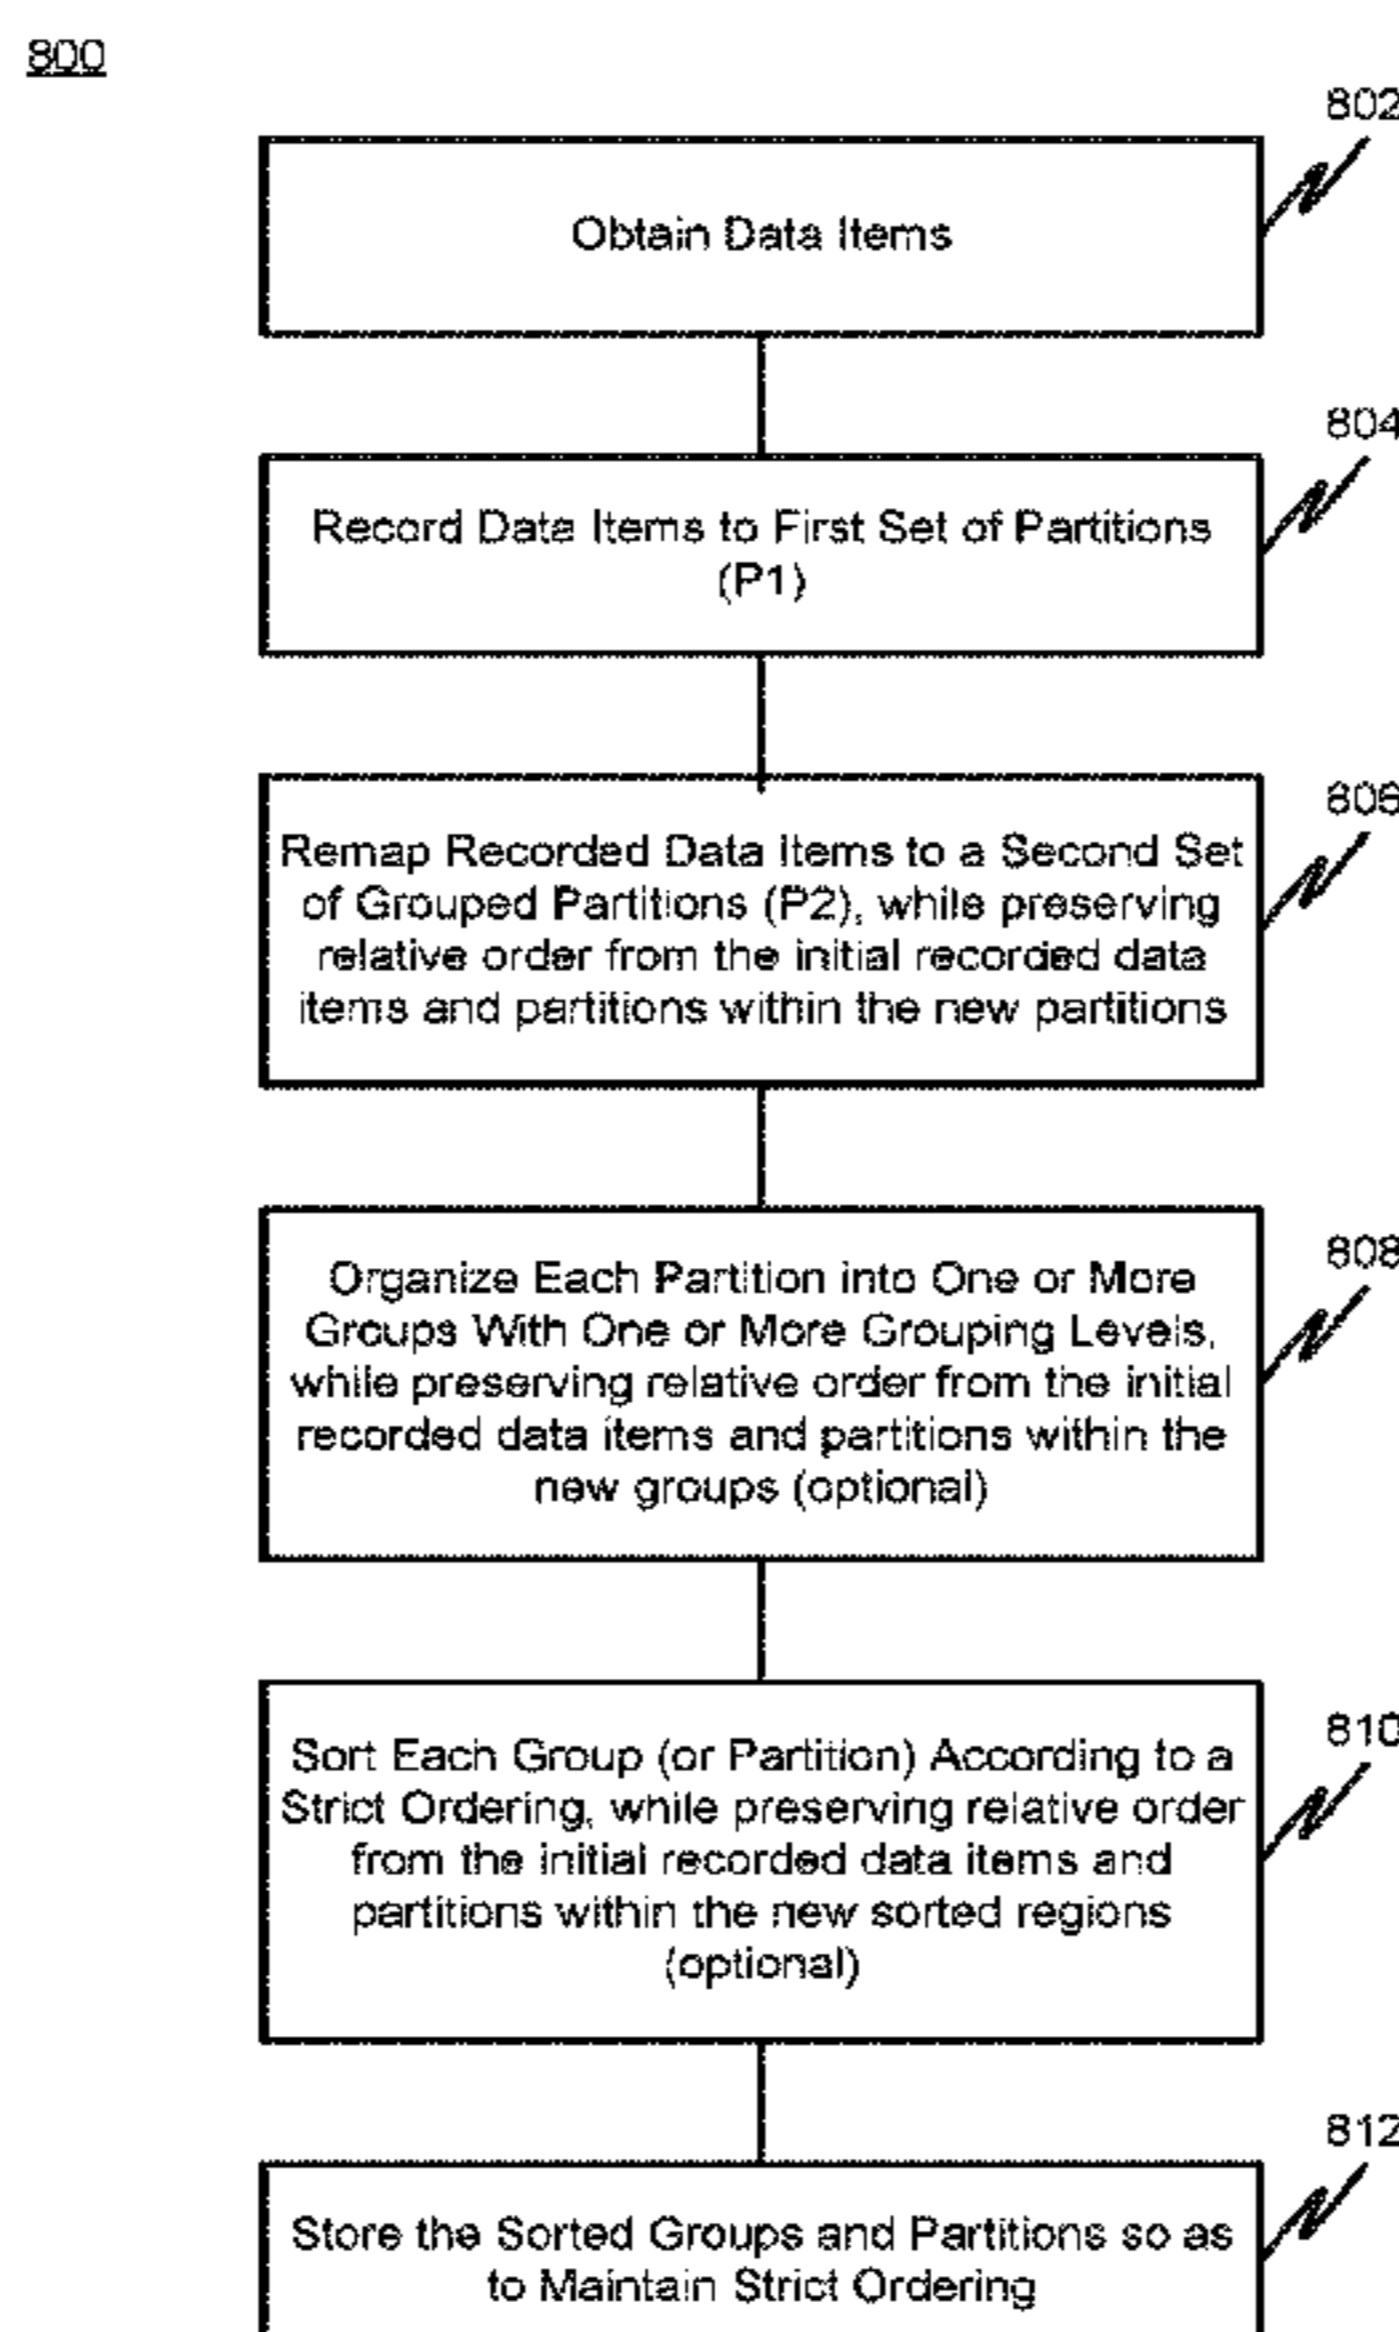 800
802
Obtain Data Items
804
Record Data Items to First Set of Partitions
(P1)
806
Remap Recorded Data Items to a Second Set
of Grouped Partitions (P2), while preserving
relative order from the initial recorded data
items and partitions within the new partitions
808
Organize Each Partition into One or More
Groups With One or More Grouping Levels,
while preserving relative order from the initial
recorded data items and partitions within the
new groups (optional)
810
Sort Each Group (or Partition) According to a
Strict Ordering, while preserving relative order
from the initial recorded data items and
partitions within the new sorted regions
(optional)
812
Store the Sorted Groups and Partitions so as
to Maintain Strict Ordering